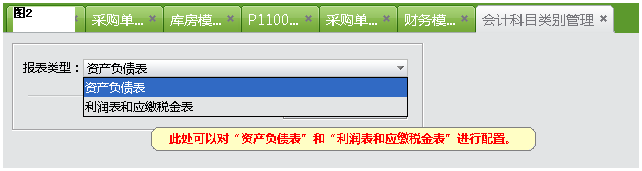 图2 采购单... 库房模... P1100... 采购单... 财务模... 会计科目类别管理
报表类型： 资产负债表
资产负债表
利润表和应缴税金表
此处可以对“资产负债表”和“利润表和应缴税金表”进行配置。